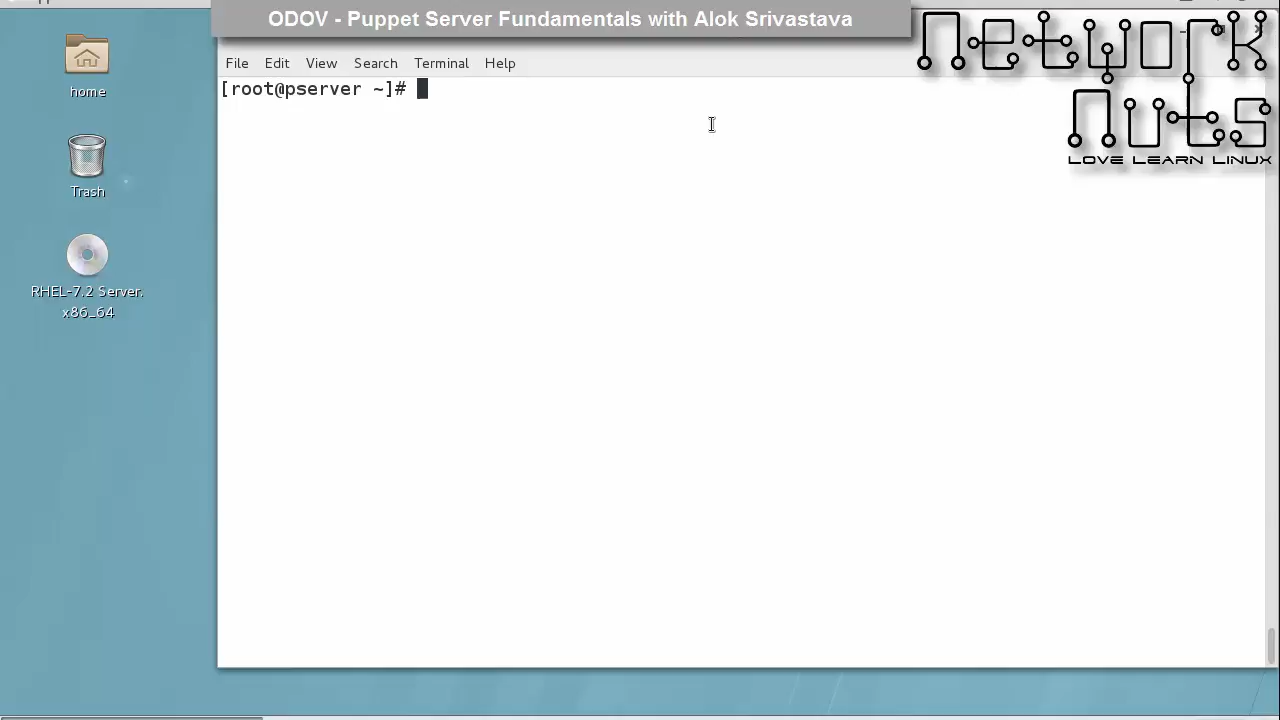 ODOV - Puppet Server Fundamentals with Alok Srivastava
Network
Nuts
LOVE LEARN LINUX
File Edit View Search Terminal Help
[root@pserver ~]#
home
Trash
RHEL-7.2 Server.
x86_64